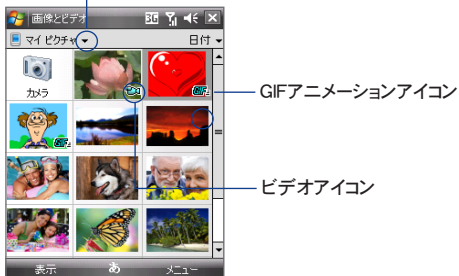 画像とビデオ
3G
マイ ピクチャ
日付
カメラ
GIF
GIFアニメーションアイコン
GIF
ビデオアイコン
表示
あ
メニュー